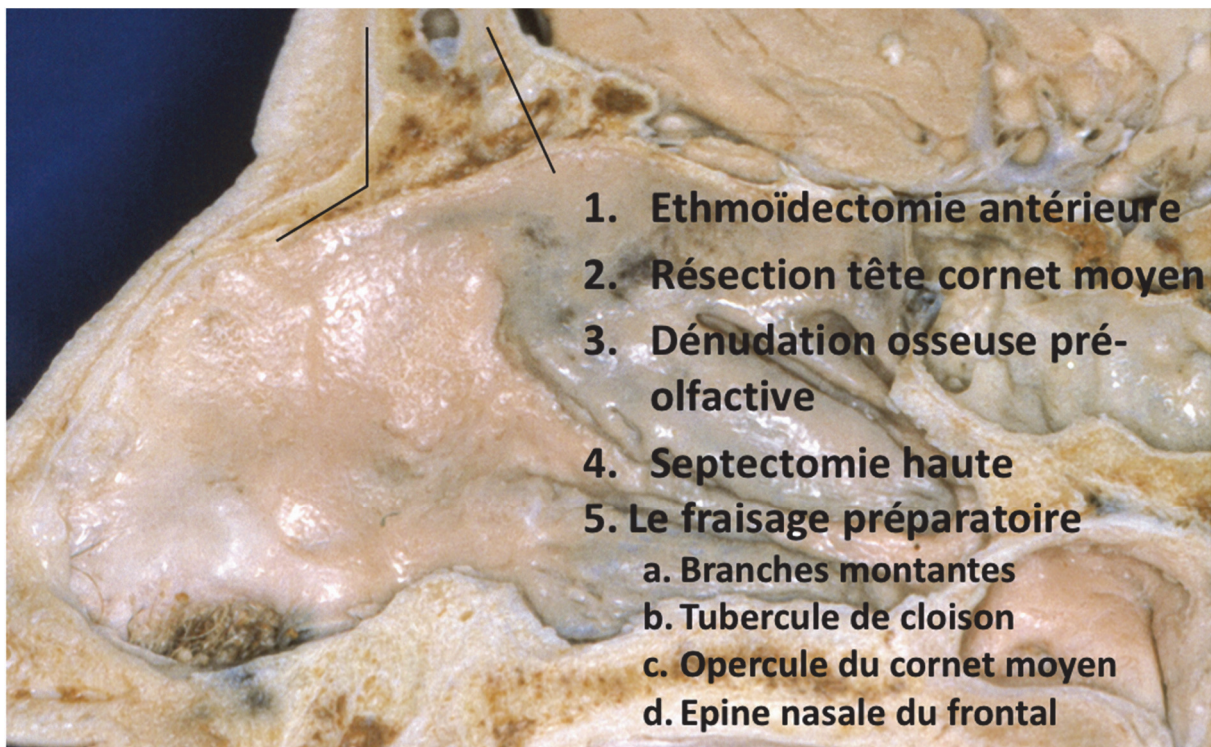 1. Ethmoïdectomie antérieure
2. Résection tête cornet moyen
3. Dénudation osseuse pré-
olfactive
4. Septectomie haute
5. Le fraisage préparatoire
a. Branches montantes
b. Tubercule de cloison
c. Opercule du cornet moyen
d. Epine nasale du frontal